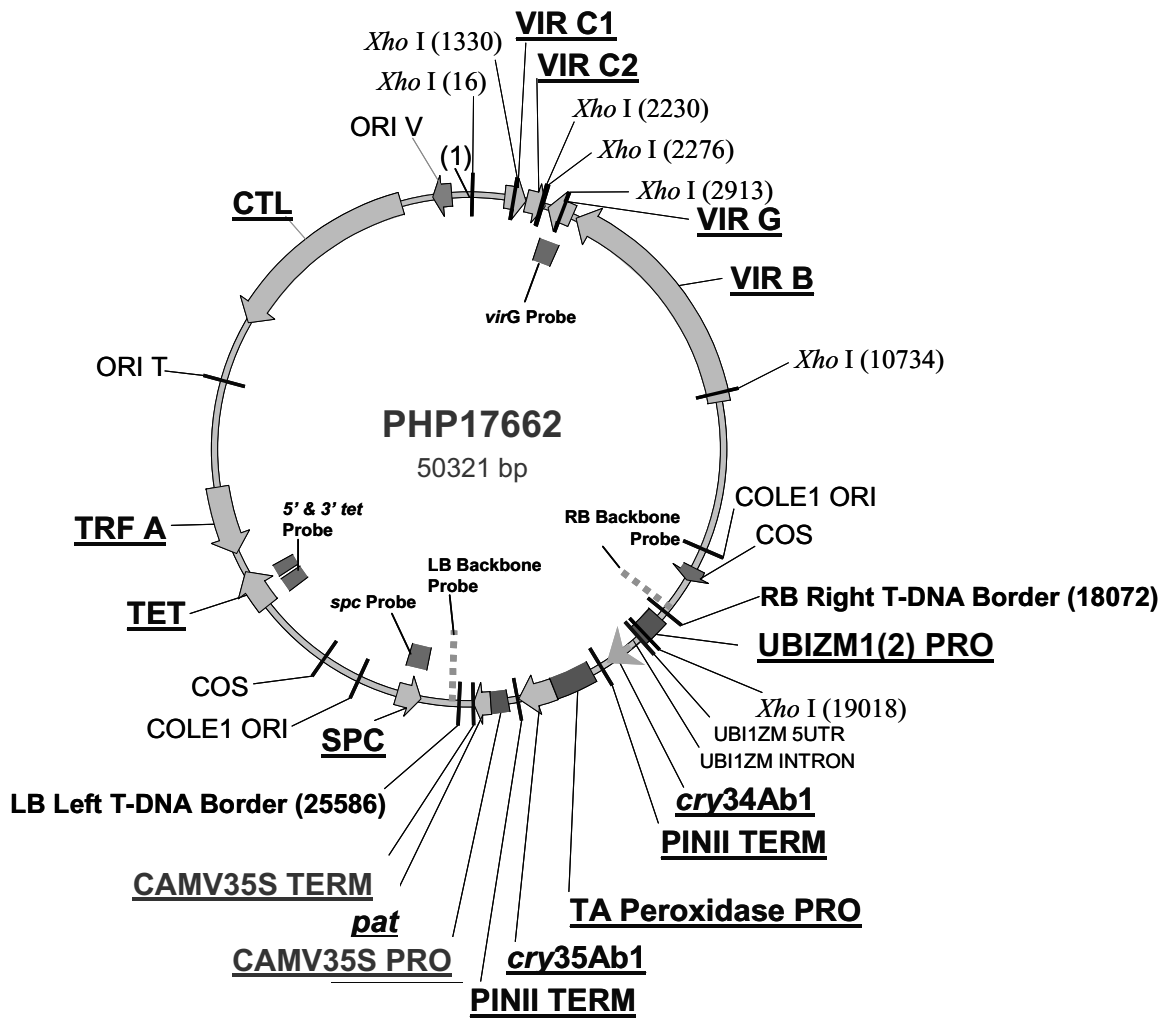 VIR C1
Xho I (1330)
VIR C2
Xho I (16)
Xho I (2230)
ORI V
(1)
Xho I (2276)
Xho I (2913)
CTL
VIR G
VIR B
virG Probe
Xho I (10734)
ORI T
PHP17662
50321 bp
COLE1 ORI
5’ & 3’ tet
Probe
RB Backbone
Probe
TRF A
COS
LB Backbone
Probe
RB Right T-DNA Border (18072)
spc Probe
TET
UBIZM1(2) PRO
COS
Xho I (19018)
COLE1 ORI
UBI1ZM 5UTR
SPC
UBI1ZM INTRON
LB Left T-DNA Border (25586)
cry34Ab1
PINII TERM
CAMV35S TERM
TA Peroxidase PRO
pat
CAMV35S PRO
cry35Ab1
PINII TERM